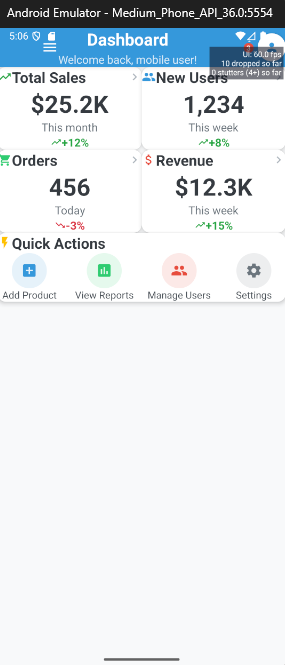 Android Emulator - Medium_Phone_API_36.0:5554
5:06
Dashboard
Welcome back, mobile user!
UI: 60.0 fps
10 dropped so far
0 stutters (4+) so far
Total Sales
$25.2K
This month
+12%
New Users
1,234
This week
+8%
Orders
456
Today
-3%
$ Revenue
$12.3K
This week
+15%
Quick Actions
Add Product
View Reports
Manage Users
Settings